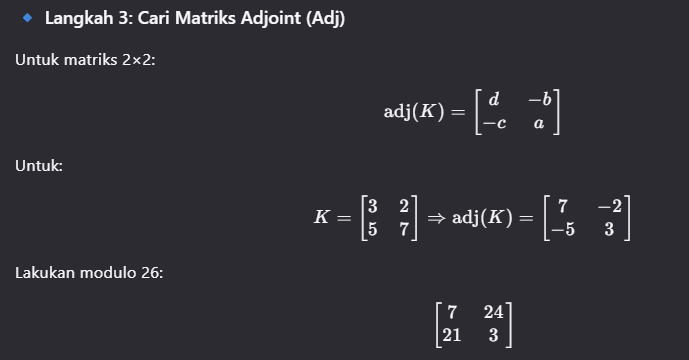 🔹 Langkah 3: Cari Matriks Adjoint (Adj)
Untuk matriks 2×2:
adj(K) = [d −b
−c a]
Untuk:
K = [3 2
5 7] ⇒ adj(K) = [7 −2
−5 3]
Lakukan modulo 26:
[7 24
21 3]